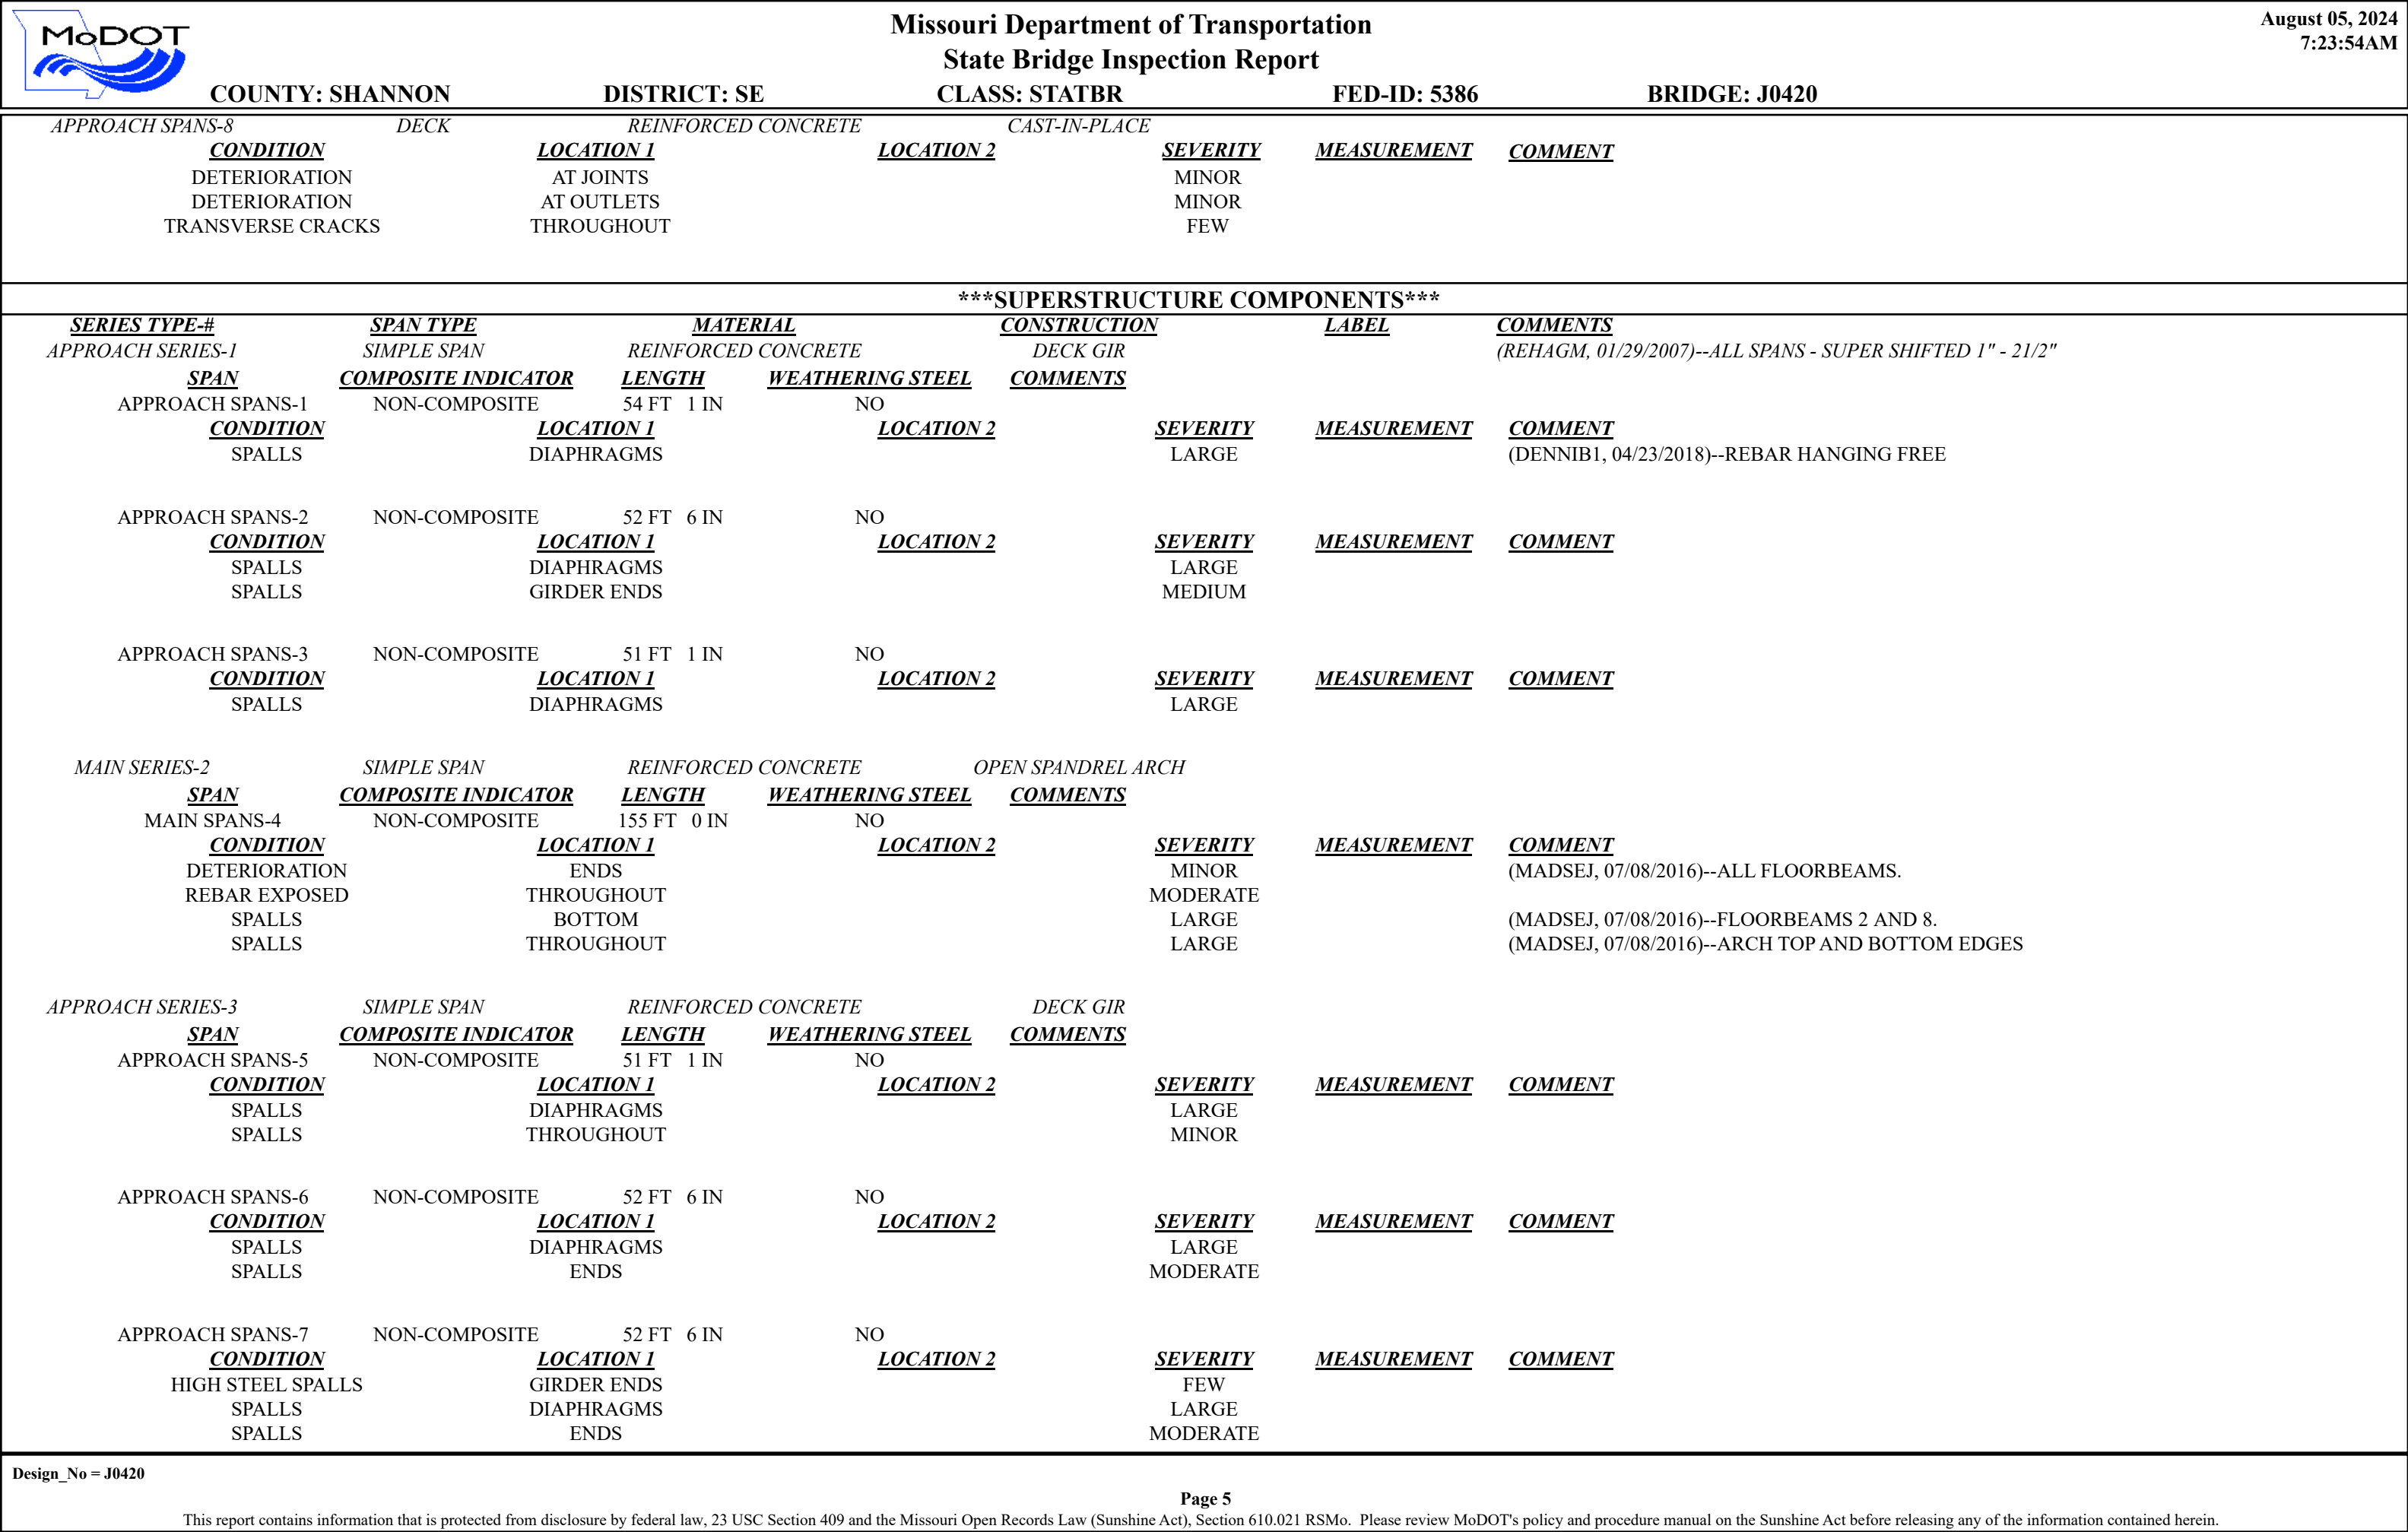 MoDOT
Missouri Department of Transportation
State Bridge Inspection Report
August 05, 2024
7:23:54AM
COUNTY: SHANNON DISTRICT: SE CLASS: STATBR FED-ID: 5386 BRIDGE: J0420
APPROACH SPANS-8 DECK REINFORCED CONCRETE CAST-IN-PLACE
CONDITION LOCATION 1 LOCATION 2 SEVERITY MEASUREMENT COMMENT
DETERIORATION AT JOINTS MINOR
DETERIORATION AT OUTLETS MINOR
TRANSVERSE CRACKS THROUGHOUT FEW
***SUPERSTRUCTURE COMPONENTS***
SERIES TYPE-# SPAN TYPE MATERIAL CONSTRUCTION LABEL COMMENTS
APPROACH SERIES-1 SIMPLE SPAN REINFORCED CONCRETE DECK GIR (REHAGM, 01/29/2007)--ALL SPANS - SUPER SHIFTED 1" - 21/2"
SPAN COMPOSITE INDICATOR LENGTH WEATHERING STEEL COMMENTS
APPROACH SPANS-1 NON-COMPOSITE 54 FT 1 IN NO
CONDITION LOCATION 1 LOCATION 2 SEVERITY MEASUREMENT COMMENT
SPALLS DIAPHRAGMS LARGE (DENNIB1, 04/23/2018)--REBAR HANGING FREE
APPROACH SPANS-2 NON-COMPOSITE 52 FT 6 IN NO
CONDITION LOCATION 1 LOCATION 2 SEVERITY MEASUREMENT COMMENT
SPALLS DIAPHRAGMS LARGE
SPALLS GIRDER ENDS MEDIUM
APPROACH SPANS-3 NON-COMPOSITE 51 FT 1 IN NO
CONDITION LOCATION 1 LOCATION 2 SEVERITY MEASUREMENT COMMENT
SPALLS DIAPHRAGMS LARGE
MAIN SERIES-2 SIMPLE SPAN REINFORCED CONCRETE OPEN SPANDREL ARCH
SPAN COMPOSITE INDICATOR LENGTH WEATHERING STEEL COMMENTS
MAIN SPANS-4 NON-COMPOSITE 155 FT 0 IN NO
CONDITION LOCATION 1 LOCATION 2 SEVERITY MEASUREMENT COMMENT
DETERIORATION ENDS MINOR (MADSEJ, 07/08/2016)--ALL FLOORBEAMS.
REBAR EXPOSED THROUGHOUT MODERATE
SPALLS BOTTOM LARGE (MADSEJ, 07/08/2016)--FLOORBEAMS 2 AND 8.
SPALLS THROUGHOUT LARGE (MADSEJ, 07/08/2016)--ARCH TOP AND BOTTOM EDGES
APPROACH SERIES-3 SIMPLE SPAN REINFORCED CONCRETE DECK GIR
SPAN COMPOSITE INDICATOR LENGTH WEATHERING STEEL COMMENTS
APPROACH SPANS-5 NON-COMPOSITE 51 FT 1 IN NO
CONDITION LOCATION 1 LOCATION 2 SEVERITY MEASUREMENT COMMENT
SPALLS DIAPHRAGMS LARGE
SPALLS THROUGHOUT MINOR
APPROACH SPANS-6 NON-COMPOSITE 52 FT 6 IN NO
CONDITION LOCATION 1 LOCATION 2 SEVERITY MEASUREMENT COMMENT
SPALLS DIAPHRAGMS LARGE
SPALLS ENDS MODERATE
APPROACH SPANS-7 NON-COMPOSITE 52 FT 6 IN NO
CONDITION LOCATION 1 LOCATION 2 SEVERITY MEASUREMENT COMMENT
HIGH STEEL SPALLS GIRDER ENDS FEW
SPALLS DIAPHRAGMS LARGE
SPALLS ENDS MODERATE
Design_No = J0420
Page 5
This report contains information that is protected from disclosure by federal law, 23 USC Section 409 and the Missouri Open Records Law (Sunshine Act), Section 610.021 RSMo. Please review MoDOT's policy and procedure manual on the Sunshine Act before releasing any of the information contained herein.